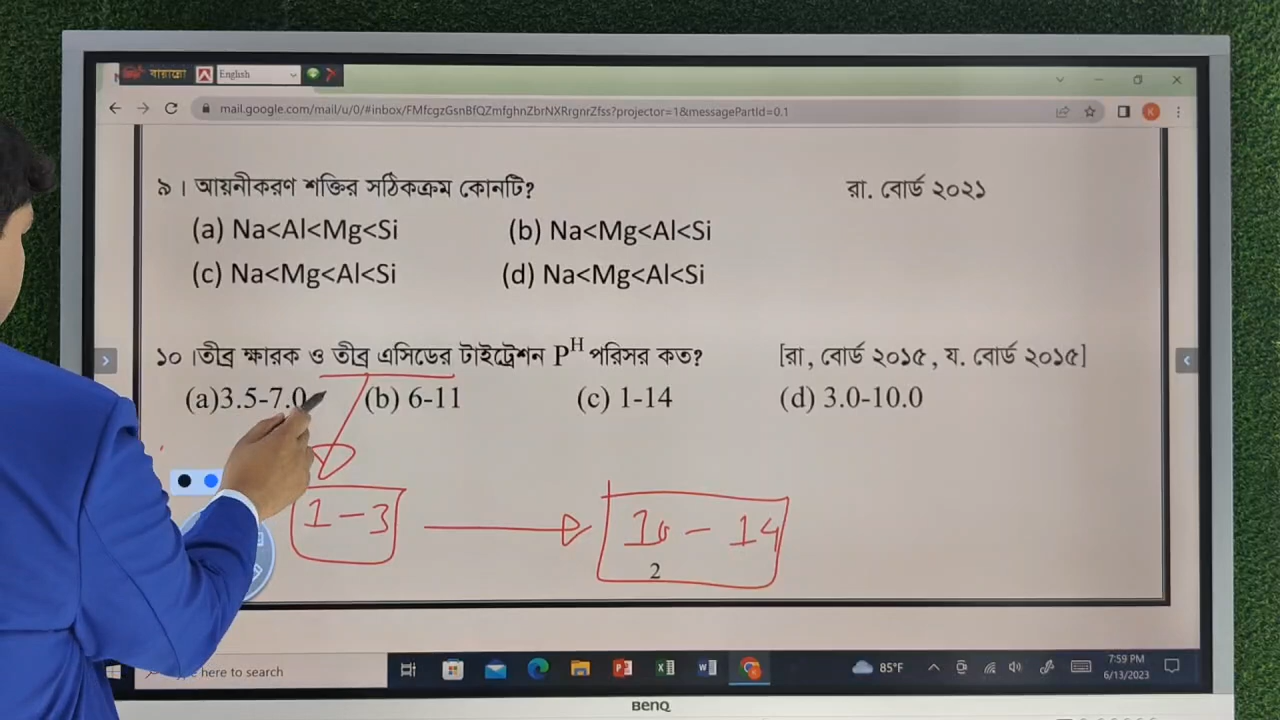 বায়ান্নো English
mail.google.com/mail/u/0/#inbox/FMfcgzGsnBfQZmfghnZbrNXRrgnrZfss?projector=1&messagePartId=0.1
K
৯। আয়নীকরণ শক্তির সঠিকক্রম কোনটি? রা. বোর্ড ২০২১
(a) Na<Al<Mg<Si (b) Na<Mg<Al<Si
(c) Na<Mg<Al<Si (d) Na<Mg<Al<Si
১০।তীব্র ক্ষারক ও তীব্র এসিডের টাইট্রেশন P^H পরিসর কত? [রা, বোর্ড ২০১৫, য. বোর্ড ২০১৫]
(a)3.5-7.0 (b) 6-11 (c) 1-14 (d) 3.0-10.0
1-3 10-14
2
here to search
85°F
7:59 PM
6/13/2023
BenQ